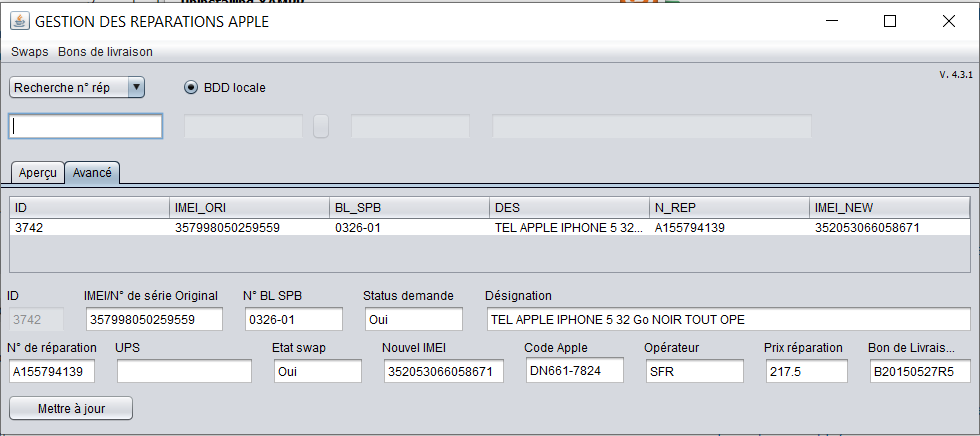 GESTION DES REPARATIONS APPLE
Swaps Bons de livraison
V. 4.3.1
Recherche n° rép BDD locale
Aperçu Avancé
ID IMEI_ORI BL_SPB DES N_REP IMEI_NEW
3742 357998050259559 0326-01 TEL APPLE IPHONE 5 32... A155794139 352053066058671
ID IMEI/N° de série Original N° BL SPB Status demande Désignation
3742 357998050259559 0326-01 Oui TEL APPLE IPHONE 5 32 Go NOIR TOUT OPE
N° de réparation UPS Etat swap Nouvel IMEI Code Apple Opérateur Prix réparation Bon de Livrais...
A155794139 Oui 352053066058671 DN661-7824 SFR 217.5 B20150527R5
Mettre à jour